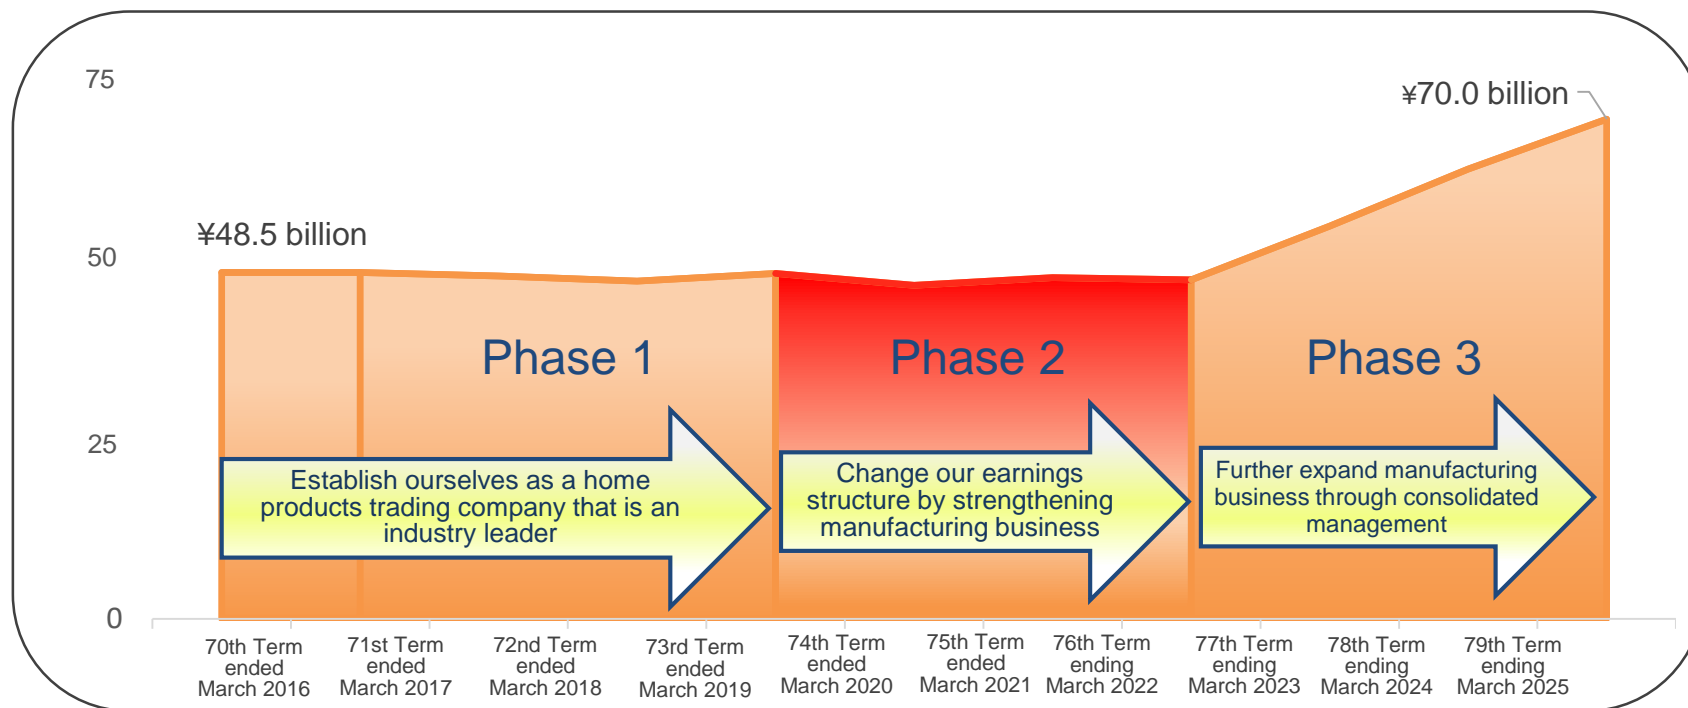 75
¥70.0 billion
¥48.5 billion
50
Phase 1
Phase 2
Phase 3
25
Establish ourselves as a home
products trading company that is an
industry leader
Change our earnings
structure by strengthening
manufacturing business
Further expand manufacturing
business through consolidated
management
0
70th Term
ended
March 2016
71st Term
ended
March 2017
72nd Term
ended
March 2018
73rd Term
ended
March 2019
74th Term
ended
March 2020
75th Term
ended
March 2021
76th Term
ending
March 2022
77th Term
ending
March 2023
78th Term
ending
March 2024
79th Term
ending
March 2025